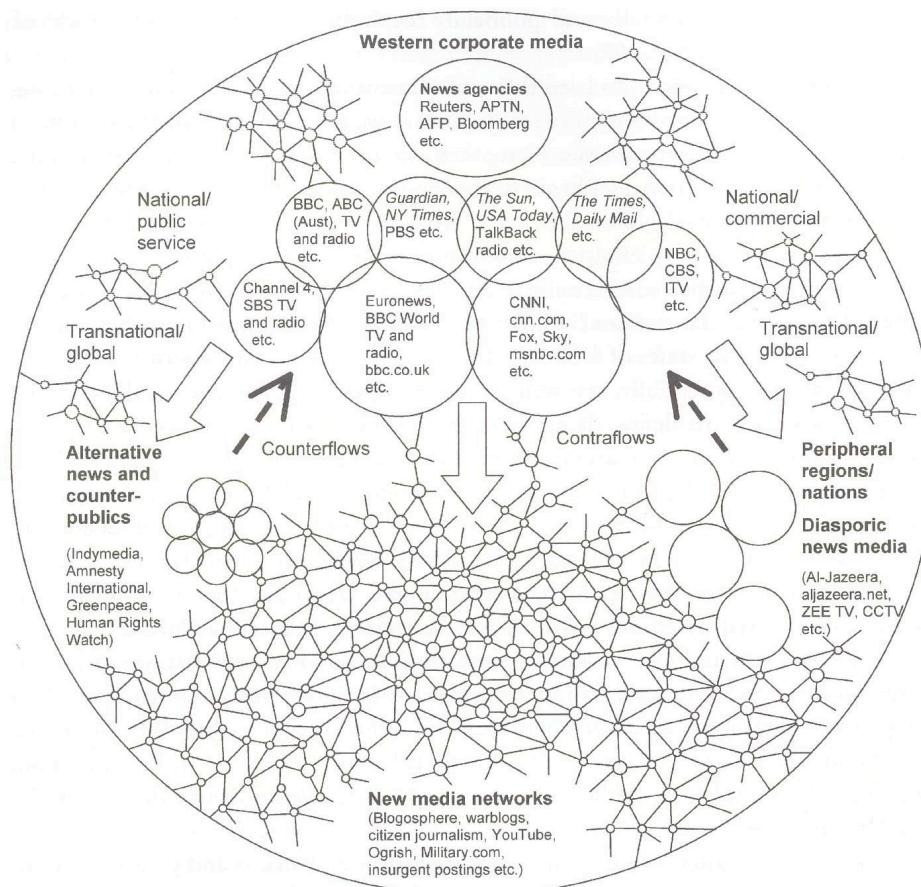 Western corporate media
News agencies
Reuters, APTN,
AFP, Bloomberg
etc.
National/
public
service
BBC, ABC
(Aust), TV
and radio
etc.
Guardian,
NY Times,
PBS etc.
The Sun,
USA Today,
TalkBack
radio etc.
The Times,
Daily Mail
etc.
National/
commercial
NBC,
CBS,
ITV
etc.
Channel 4,
SBS TV
and radio
etc.
Euronews,
BBC World
TV and
radio,
bbc.co.uk
etc.
CNNI,
cnn.com,
Fox, Sky,
msnbc.com
etc.
Transnational/
global
Transnational/
global
Counterflows
Contraflows
Alternative
news and
counter-
publics
(Indymedia,
Amnesty
International,
Greenpeace,
Human Rights
Watch)
Peripheral
regions/
nations
Diasporic
news media
(Al-Jazeera,
aljazeera.net,
ZEE TV, CCTV
etc.)
New media networks
(Blogosphere, warblogs,
citizen journalism, YouTube,
Ogrish, Military.com,
insurgent postings etc.)